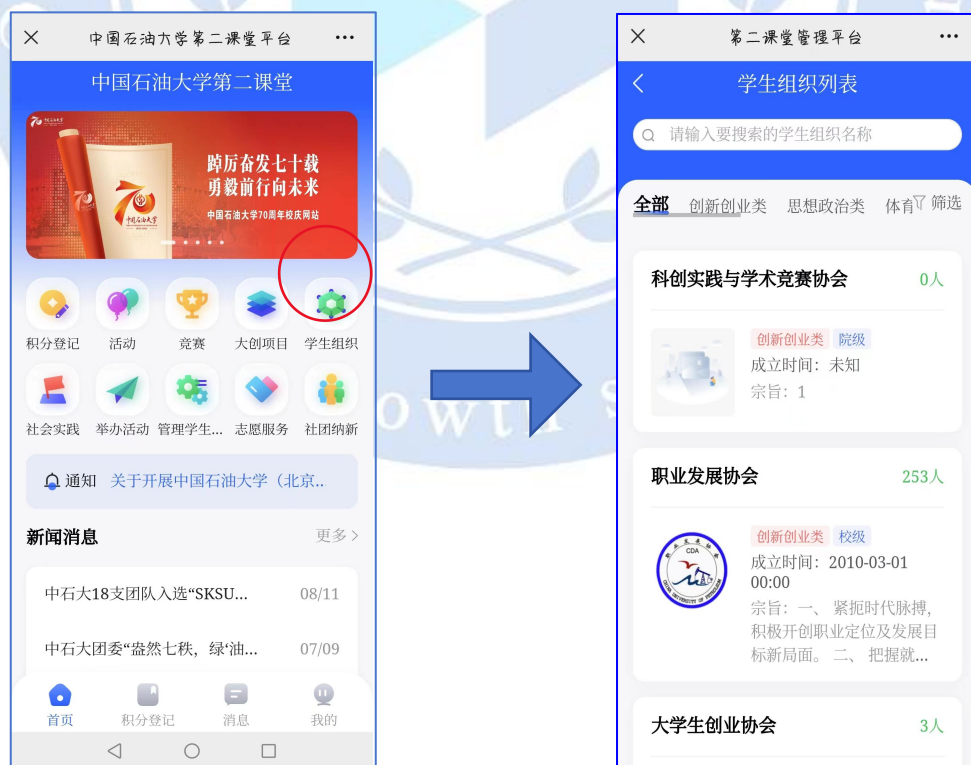 中国石油大学第二课堂平台
中国石油大学第二课堂
踔厉奋发七十载
勇毅前行向未来
中国石油大学70周年校庆网站
积分登记
活动
竞赛
大创项目
学生组织
社会实践
举办活动
管理学生...
志愿服务
社团纳新
通知 关于开展中国石油大学（北京..
新闻消息
更多
中石大18支团队入选“SKSU...
08/11
中石大团委“盎然七秩，绿‘油...
07/09
首页
积分登记
消息
我的
owth S
第二课堂管理平台
学生组织列表
请输入要搜索的学生组织名称
全部 创新创业类 思想政治类 体育 筛选
科创实践与学术竞赛协会
0人
创新创业类 院级
成立时间：未知
宗旨：1
职业发展协会
253人
CDA
创新创业类 校级
成立时间：2010-03-01
00:00
宗旨：一、 紧扼时代脉搏，
积极开创职业定位及发展目
标新局面。 二、 把握就...
大学生创业协会
3人